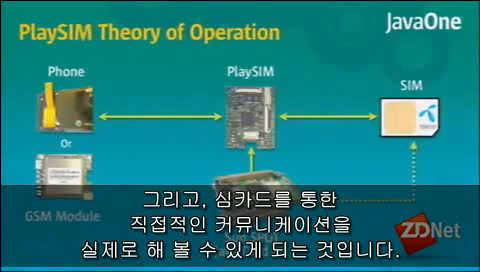 PlaySIM Theory of Operation
JavaOne
Phone
PlaySIM
SIM
Or
GSM Module
Sun SPOT
그리고, 심카드를 통한
직접적인 커뮤니케이션을
실제로 해 볼 수 있게 되는 것입니다.
ZDNet